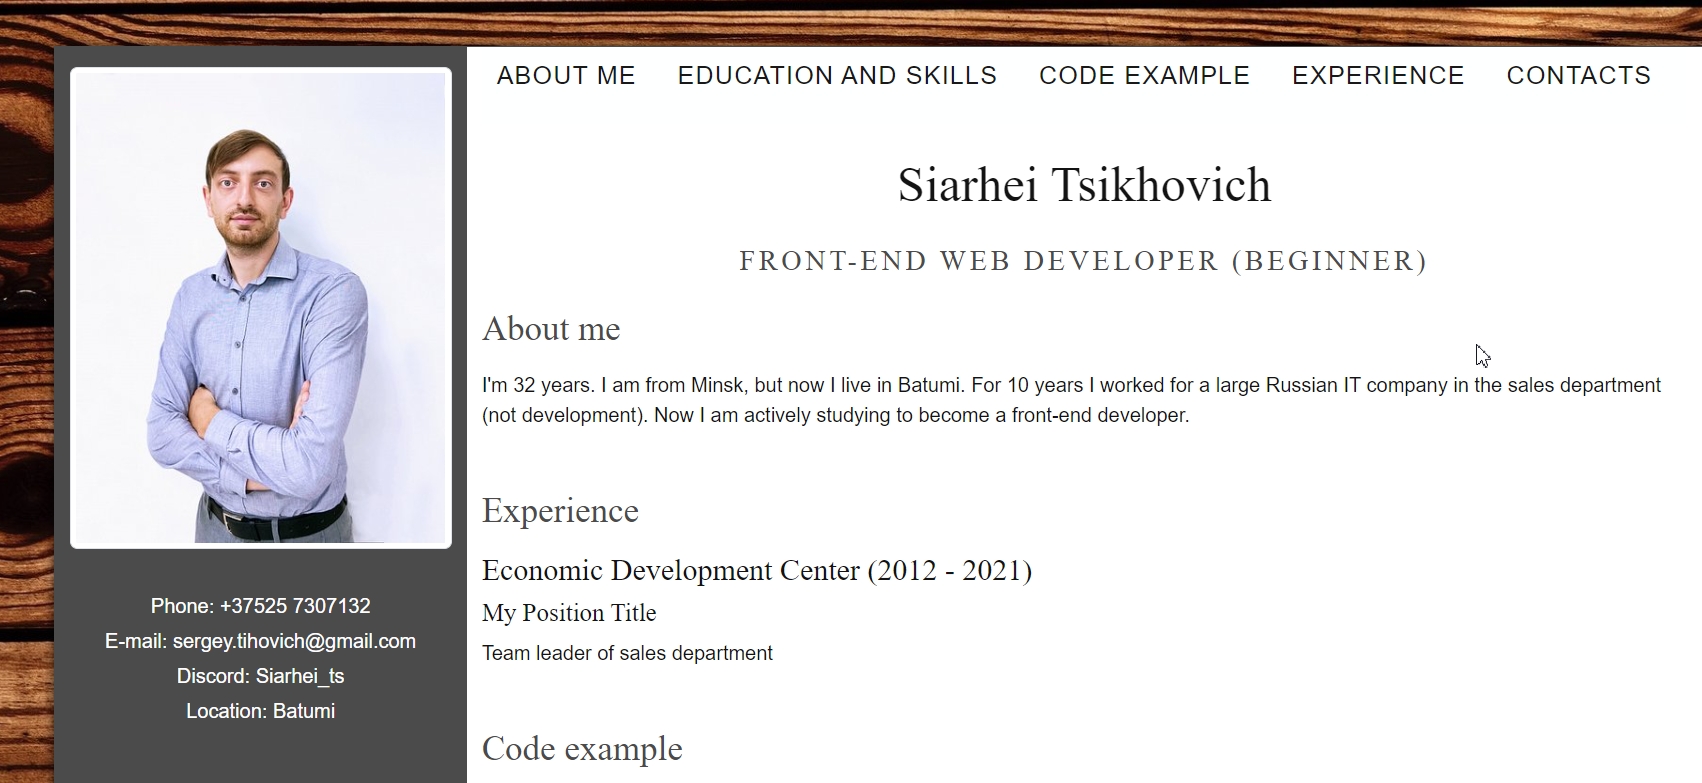 ABOUT ME EDUCATION AND SKILLS CODE EXAMPLE EXPERIENCE CONTACTS
Siarhei Tsikhovich
FRONT-END WEB DEVELOPER (BEGINNER)
About me
I'm 32 years. I am from Minsk, but now I live in Batumi. For 10 years I worked for a large Russian IT company in the sales department
(not development). Now I am actively studying to become a front-end developer.
Experience
Economic Development Center (2012 - 2021)
My Position Title
Team leader of sales department
Code example
Phone: +37525 7307132
E-mail: sergey.tihovich@gmail.com
Discord: Siarhei_ts
Location: Batumi